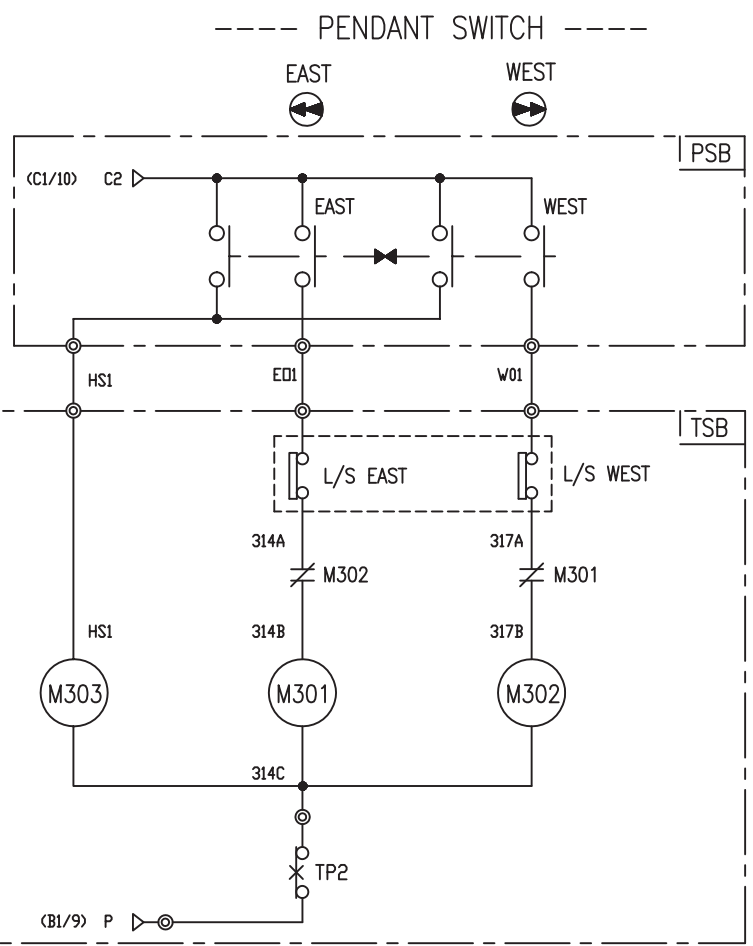 PENDANT SWITCH
EAST
WEST
PSB
(C1/10) C2
EAST
WEST
HS1
E01
W01
TSB
L/S EAST
L/S WEST
314A
317A
M302
M301
HS1
314B
317B
M303
M301
M302
314C
TP2
(B1/9) P